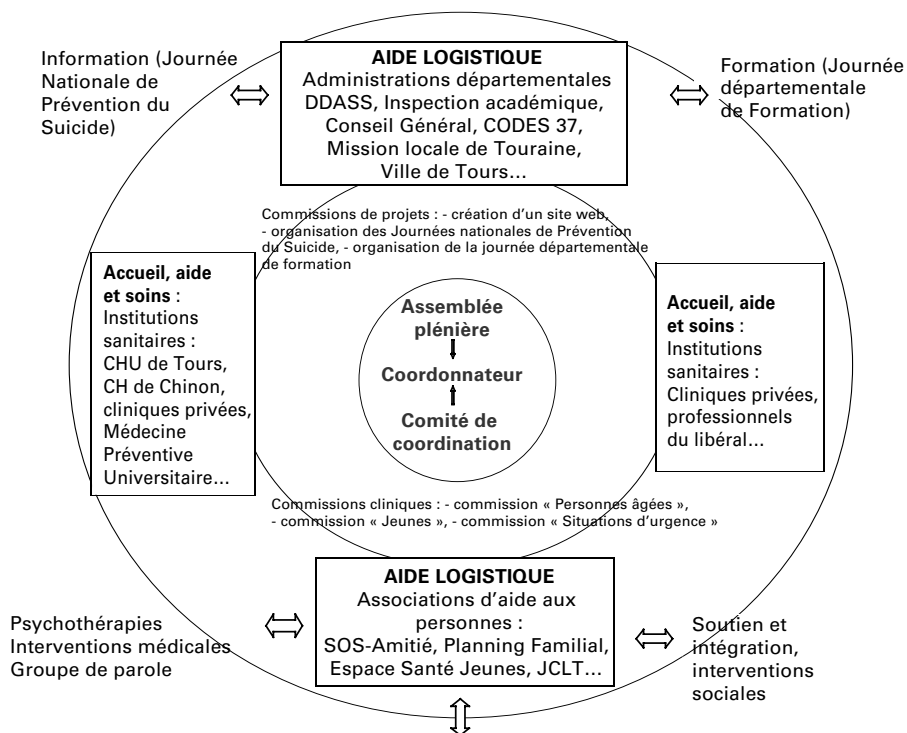 Information (Journée
Nationale de
Prévention du
Suicide)
AIDE LOGISTIQUE
Administrations départementales
DDASS, Inspection académique,
Conseil Général, CODES 37,
Mission locale de Touraine,
Ville de Tours…
Formation (Journée
départementale
de Formation)
Commissions de projets : - création d’un site web,
- organisation des Journées nationales de Prévention
du Suicide, - organisation de la journée départementale
de formation
Accueil, aide
et soins :
Institutions
sanitaires :
CHU de Tours,
CH de Chinon,
cliniques privées,
Médecine
Préventive
Universitaire…
Assemblée
plénière
Coordonnateur
Comité de
coordination
Accueil, aide
et soins :
Institutions
sanitaires :
Cliniques privées,
professionnels
du libéral…
Commissions cliniques : - commission « Personnes âgées »,
- commission « Jeunes », - commission « Situations d’urgence »
AIDE LOGISTIQUE
Associations d’aide aux
personnes :
SOS-Amitié, Planning Familial,
Espace Santé Jeunes, JCLT…
Psychothérapies
Interventions médicales
Groupe de parole
Soutien et
intégration,
interventions
sociales